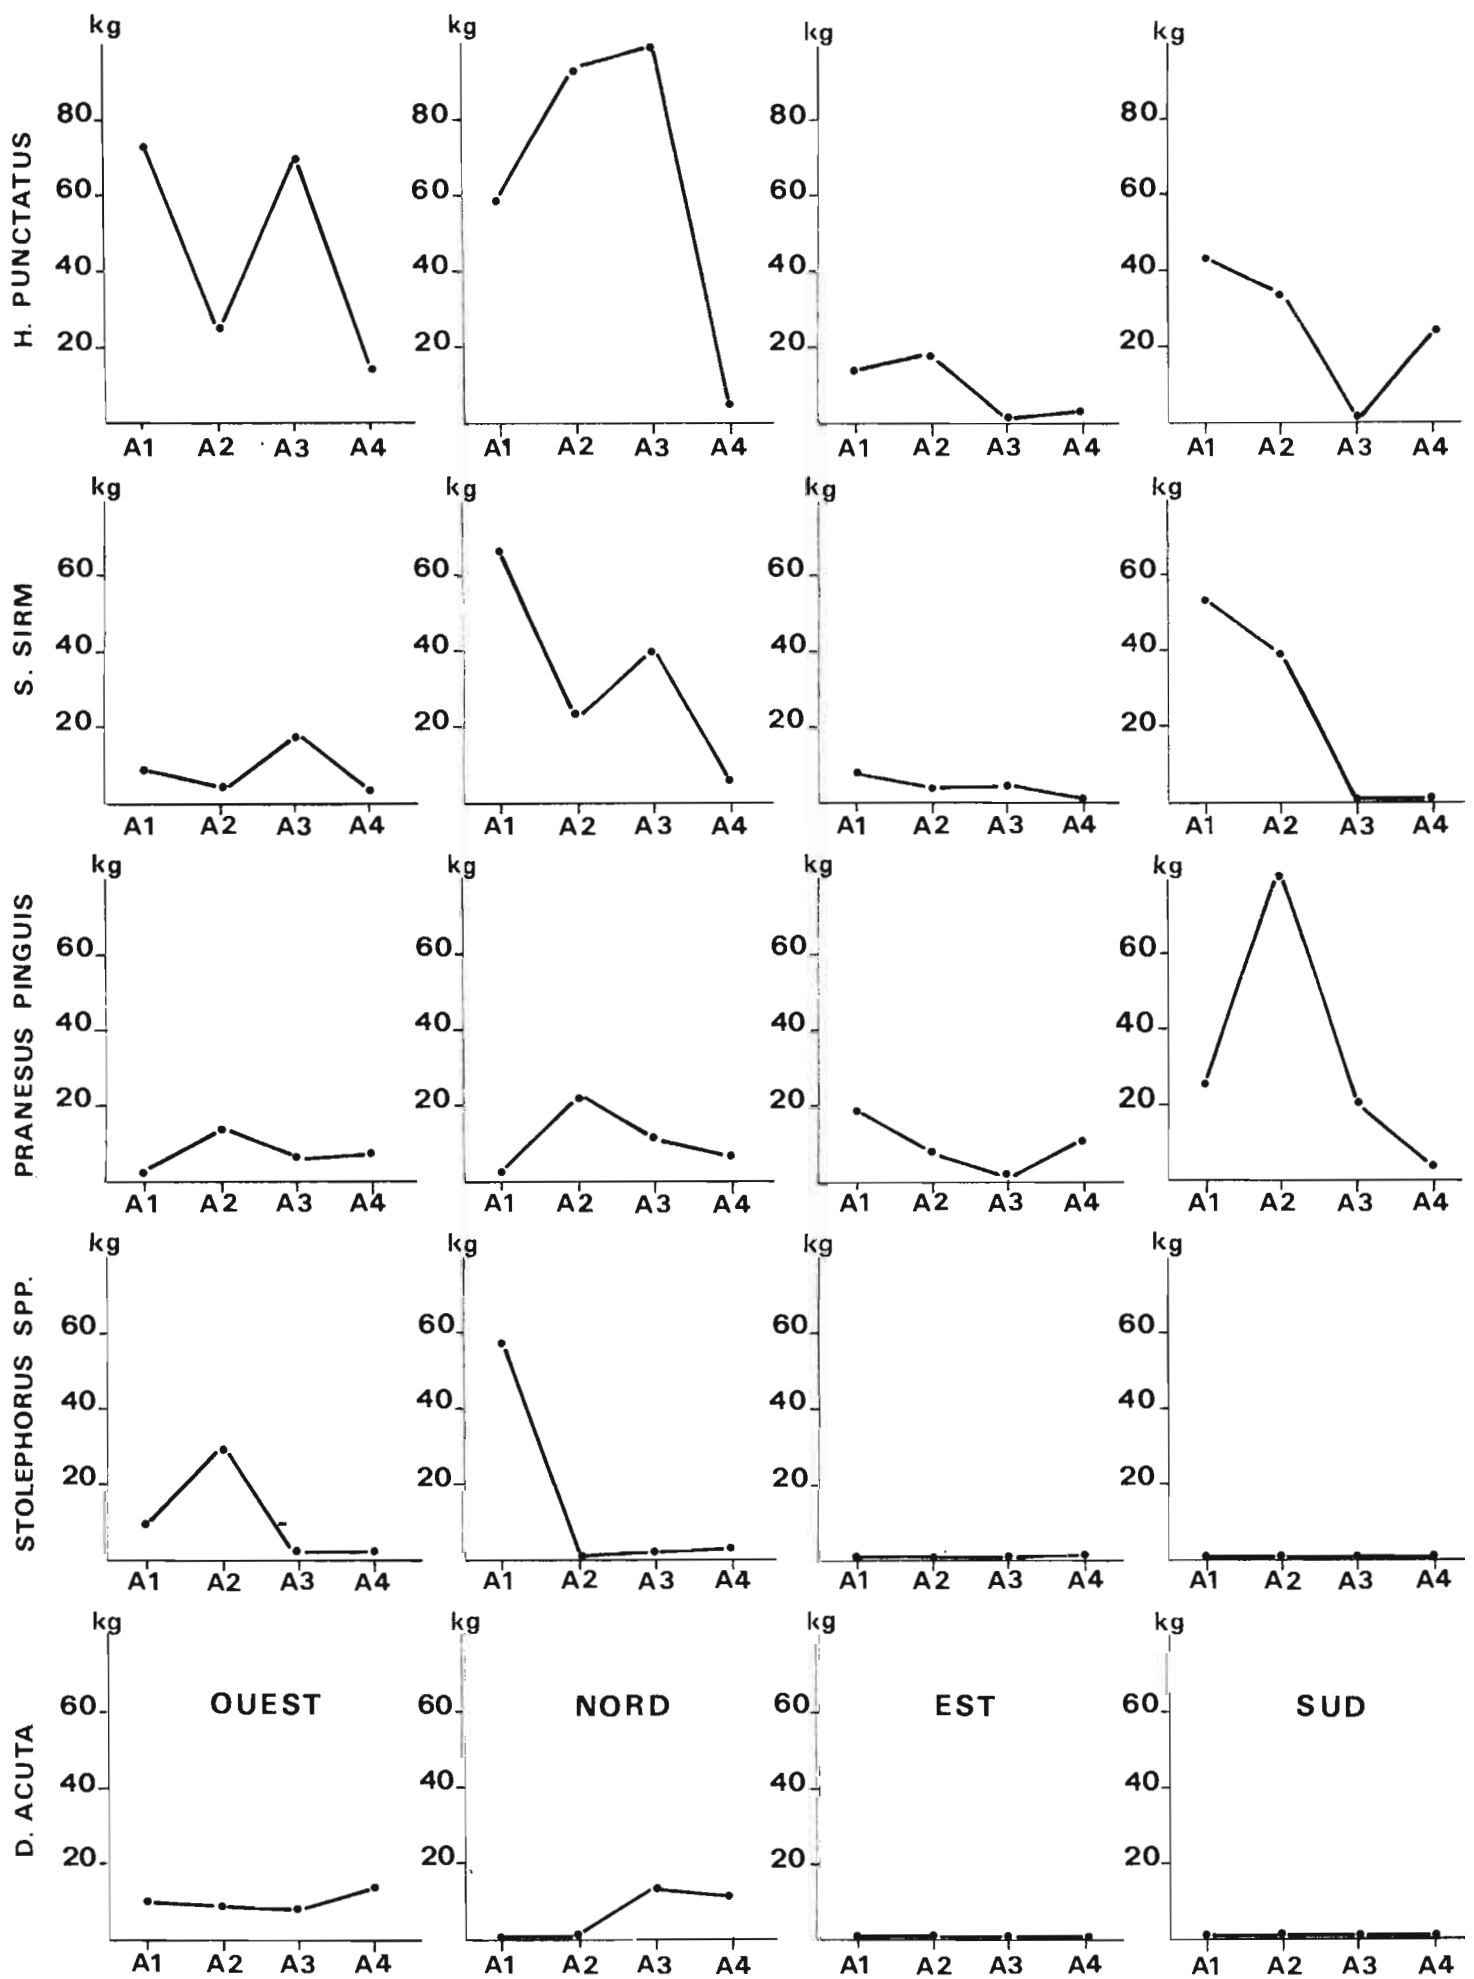 kg kg kg kg
H. PUNCTATUS
80 80 80 80
60 60 60 60
40 40 40 40
20 20 20 20
A1 A2 A3 A4 A1 A2 A3 A4 A1 A2 A3 A4 A1 A2 A3 A4
kg kg kg kg
S. SIRM
60 60 60 60
40 40 40 40
20 20 20 20
A1 A2 A3 A4 A1 A2 A3 A4 A1 A2 A3 A4 A1 A2 A3 A4
kg kg kg kg
PRANESUS PINGUIS
60 60 60 60
40 40 40 40
20 20 20 20
A1 A2 A3 A4 A1 A2 A3 A4 A1 A2 A3 A4 A1 A2 A3 A4
kg kg kg kg
STOLEPHORUS SPP.
60 60 60 60
40 40 40 40
20 20 20 20
A1 A2 A3 A4 A1 A2 A3 A4 A1 A2 A3 A4 A1 A2 A3 A4
kg kg kg kg
D. ACUTA
60 OUEST 60 NORD 60 EST 60 SUD
40 40 40 40
20 20 20 20
A1 A2 A3 A4 A1 A2 A3 A4 A1 A2 A3 A4 A1 A2 A3 A4